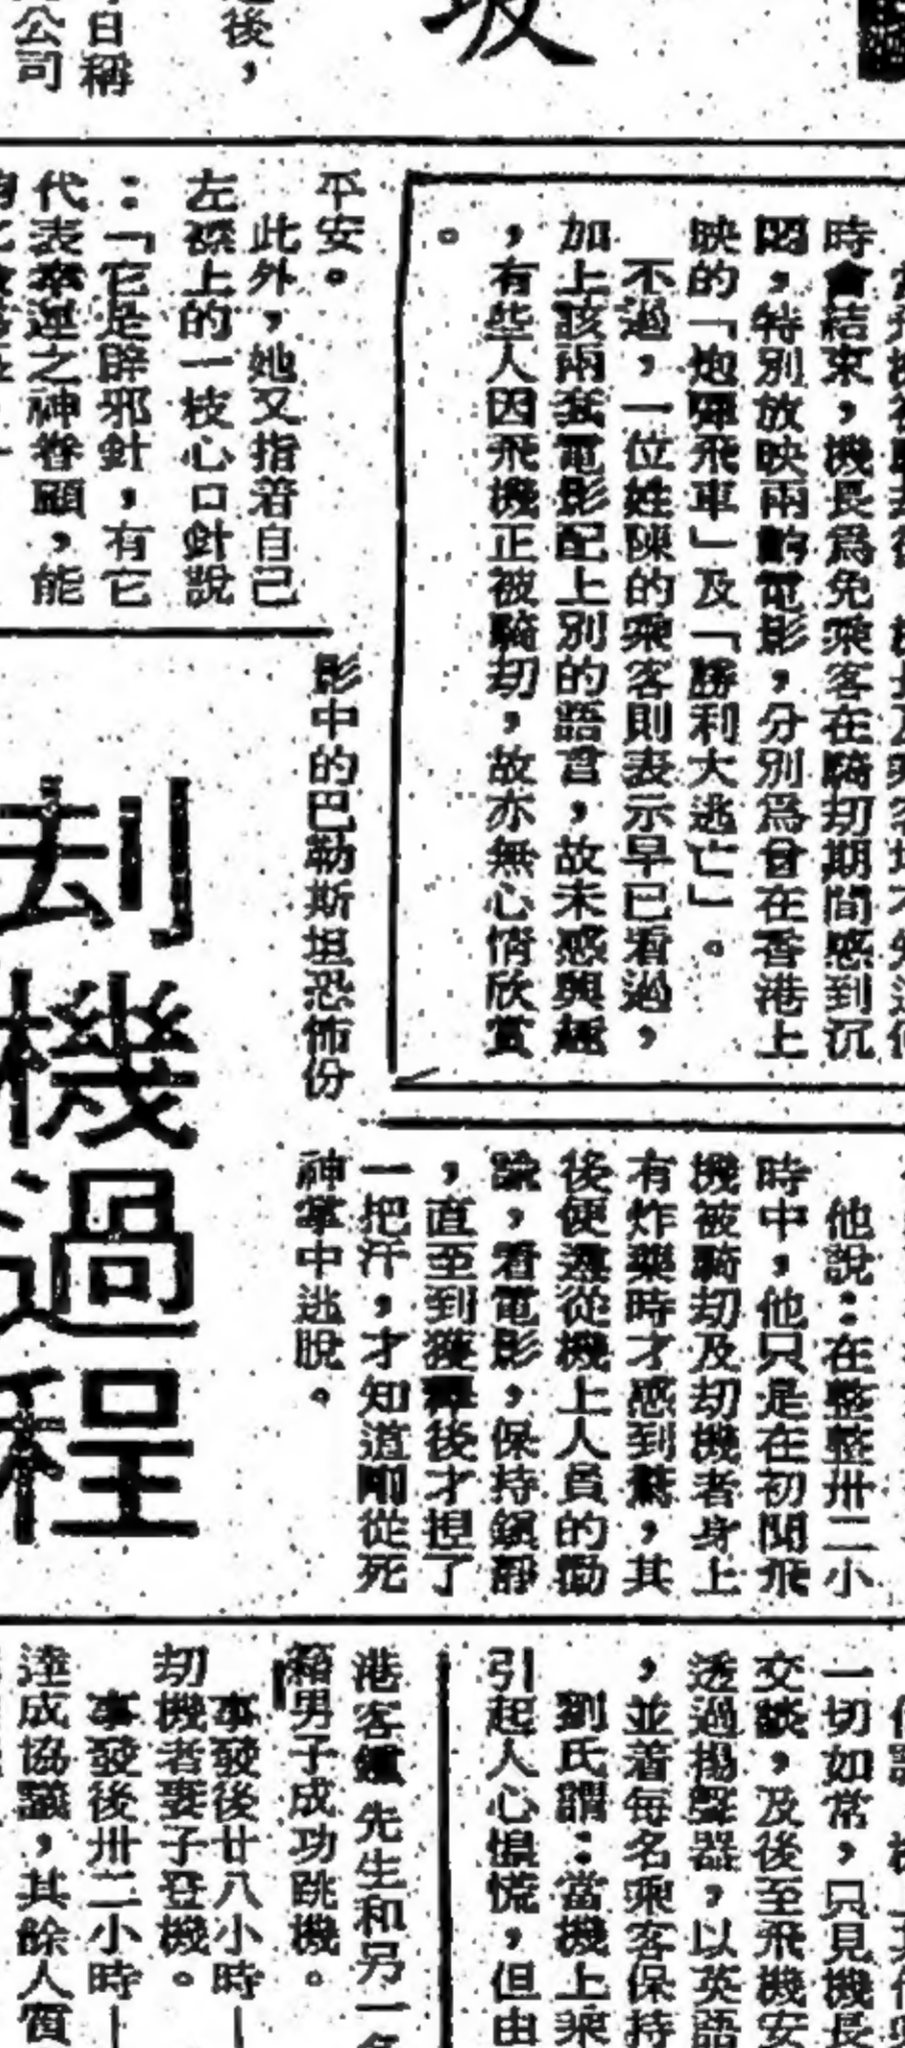 時會結束，機長爲免乘客在騎刧期間感到沉
悶，特別放映兩齣電影，分別爲曾在香港上
映的「炮彈飛車」及「勝利大逃亡」。
不過，一位姓陳的乘客則表示早已看過，
加上該兩套電影配上別的語言，故未感興趣
，有些人因飛機正被騎刧，故亦無心情欣賞
。
平安。
此外，她又指着自己
左襟上的一枝心口針說
：「它是辟邪針，有它
代表幸運之神眷顧，能
影中的巴勒斯坦恐怖份
刦機過程
他說：在整整卅二小
時中，他只是在初聞飛
機被騎刧及刧機者身上
有炸藥時才感到驚，其
後便遵從機上人員的勸
諭，看電影，保持鎮靜
，直至到獲釋後才揑了
一把汗，才知道剛從死
神掌中逃脫。
一切如常，只見機長
交談，及後至飛機安
透過揚聲器，以英語
，並着每名乘客保持
劉氏謂：當機上乘
引起人心惶慌，但由
港客 先生和另一名
籍男子成功跳機。
事發後廿八小時—
刧機者妻子登機。
事發後卅二小時—
達成協議，其餘人質
之後，
日稱
公司
坂